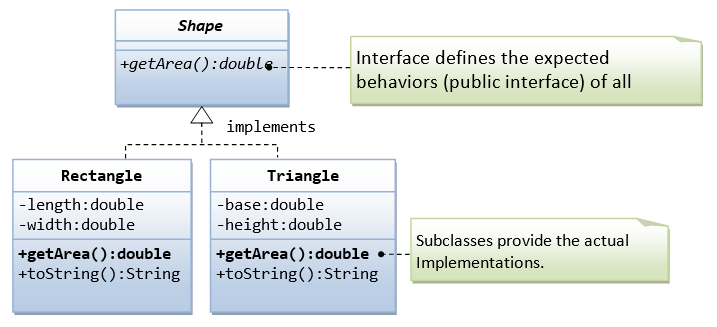 Shape
+getArea():double
Interface defines the expected
behaviors (public interface) of all
implements
Rectangle
-length:double
-width:double
+getArea():double
+toString():String
Triangle
-base:double
-height:double
+getArea():double
+toString():String
Subclasses provide the actual
Implementations.